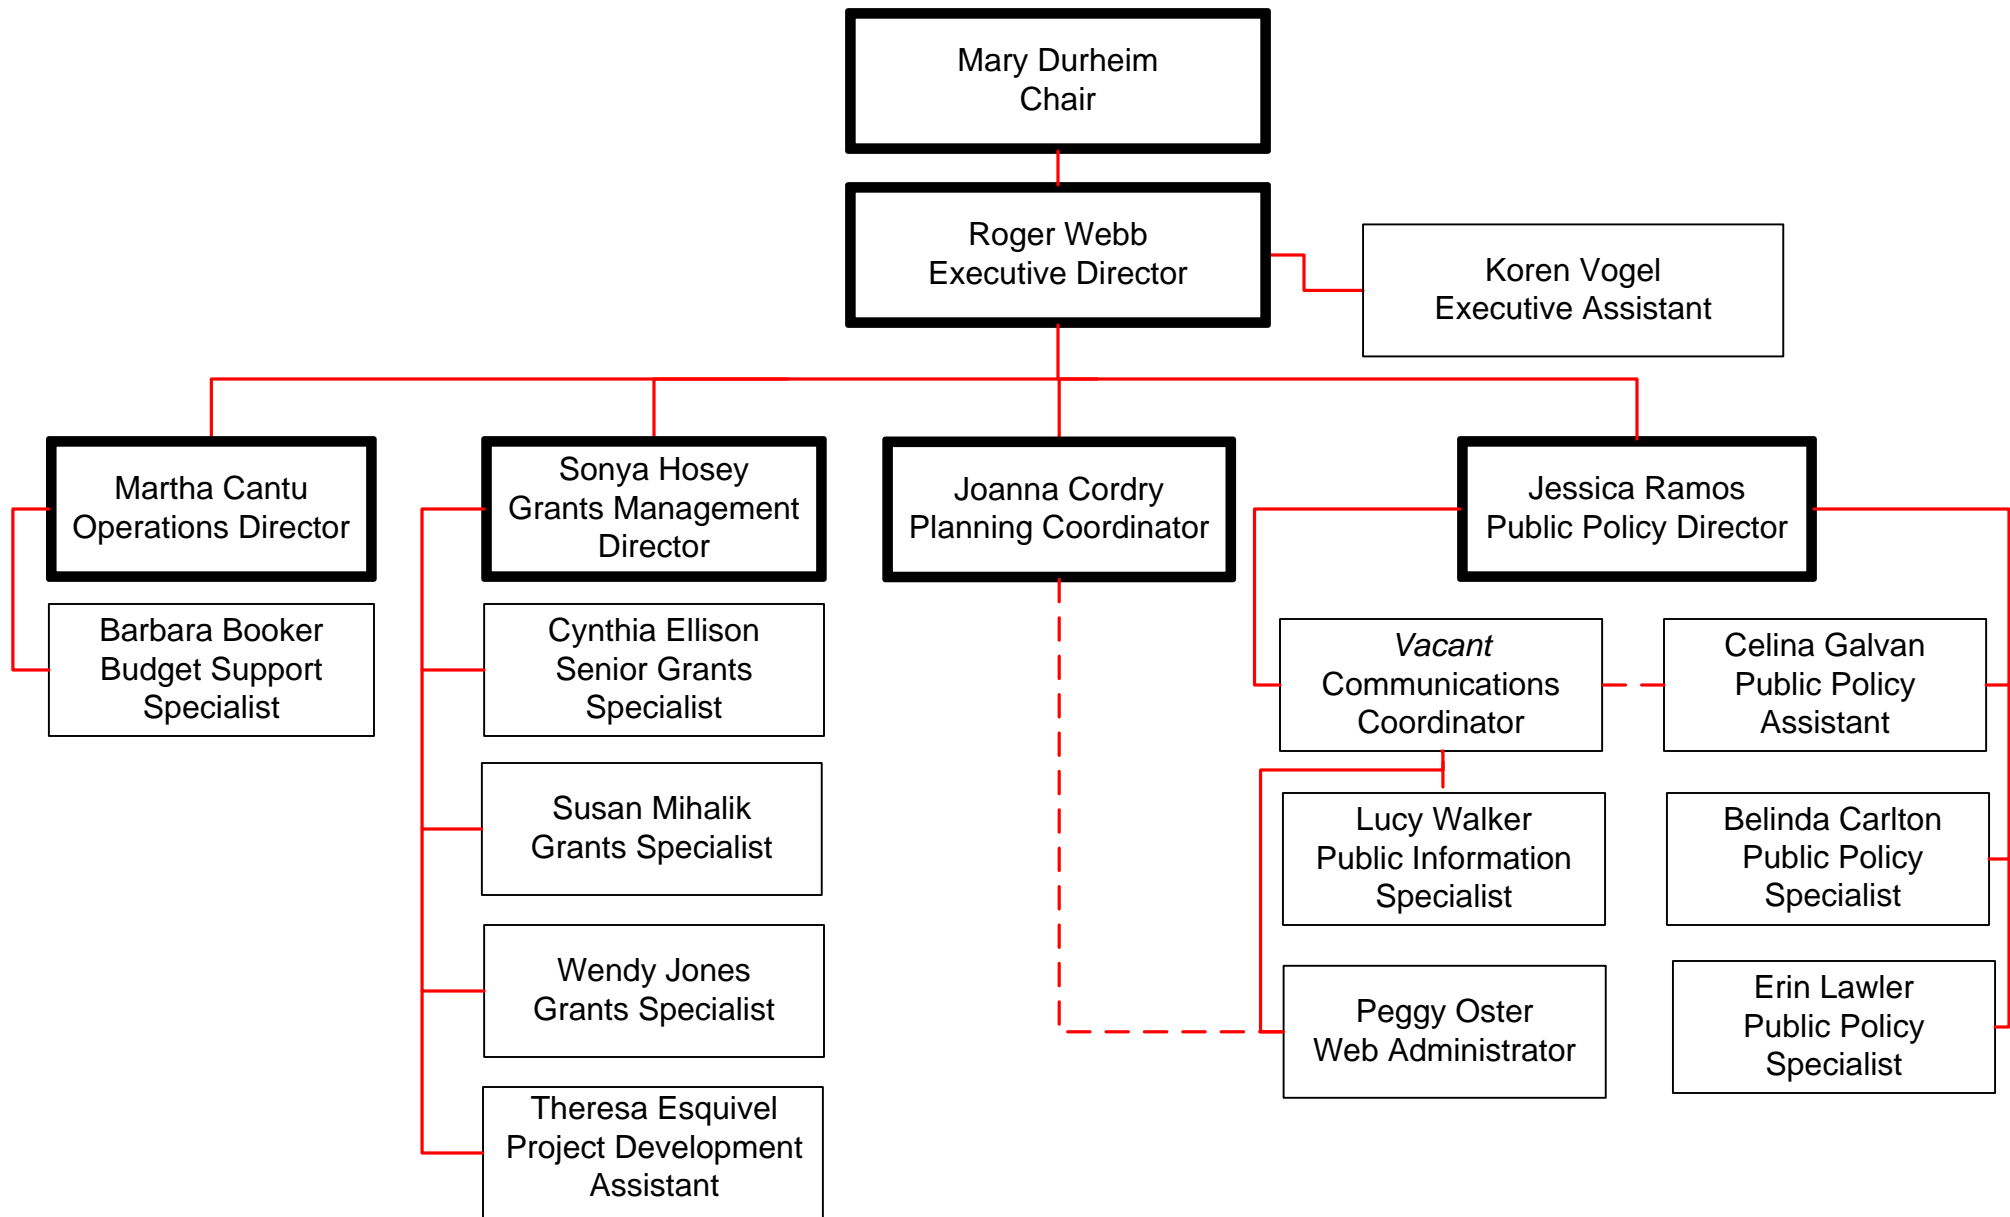 Mary Durheim
Chair
Roger Webb
Executive Director
Koren Vogel
Executive Assistant
Martha Cantu
Operations Director
Sonya Hosey
Grants Management
Director
Joanna Cordry
Planning Coordinator
Jessica Ramos
Public Policy Director
Barbara Booker
Budget Support
Specialist
Cynthia Ellison
Senior Grants
Specialist
Vacant
Communications
Coordinator
Celina Galvan
Public Policy
Assistant
Susan Mihalik
Grants Specialist
Lucy Walker
Public Information
Specialist
Belinda Carlton
Public Policy
Specialist
Wendy Jones
Grants Specialist
Peggy Oster
Web Administrator
Erin Lawler
Public Policy
Specialist
Theresa Esquivel
Project Development
Assistant